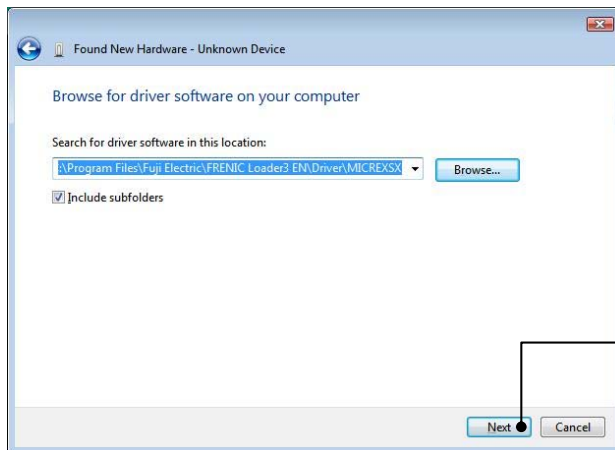 Found New Hardware - Unknown Device
Browse for driver software on your computer
Search for driver software in this location:
:\Program Files\Fuji Electric\FRENIC Loader3 EN\Driver\MICREXSX
Browse...
Include subfolders
Next
Cancel